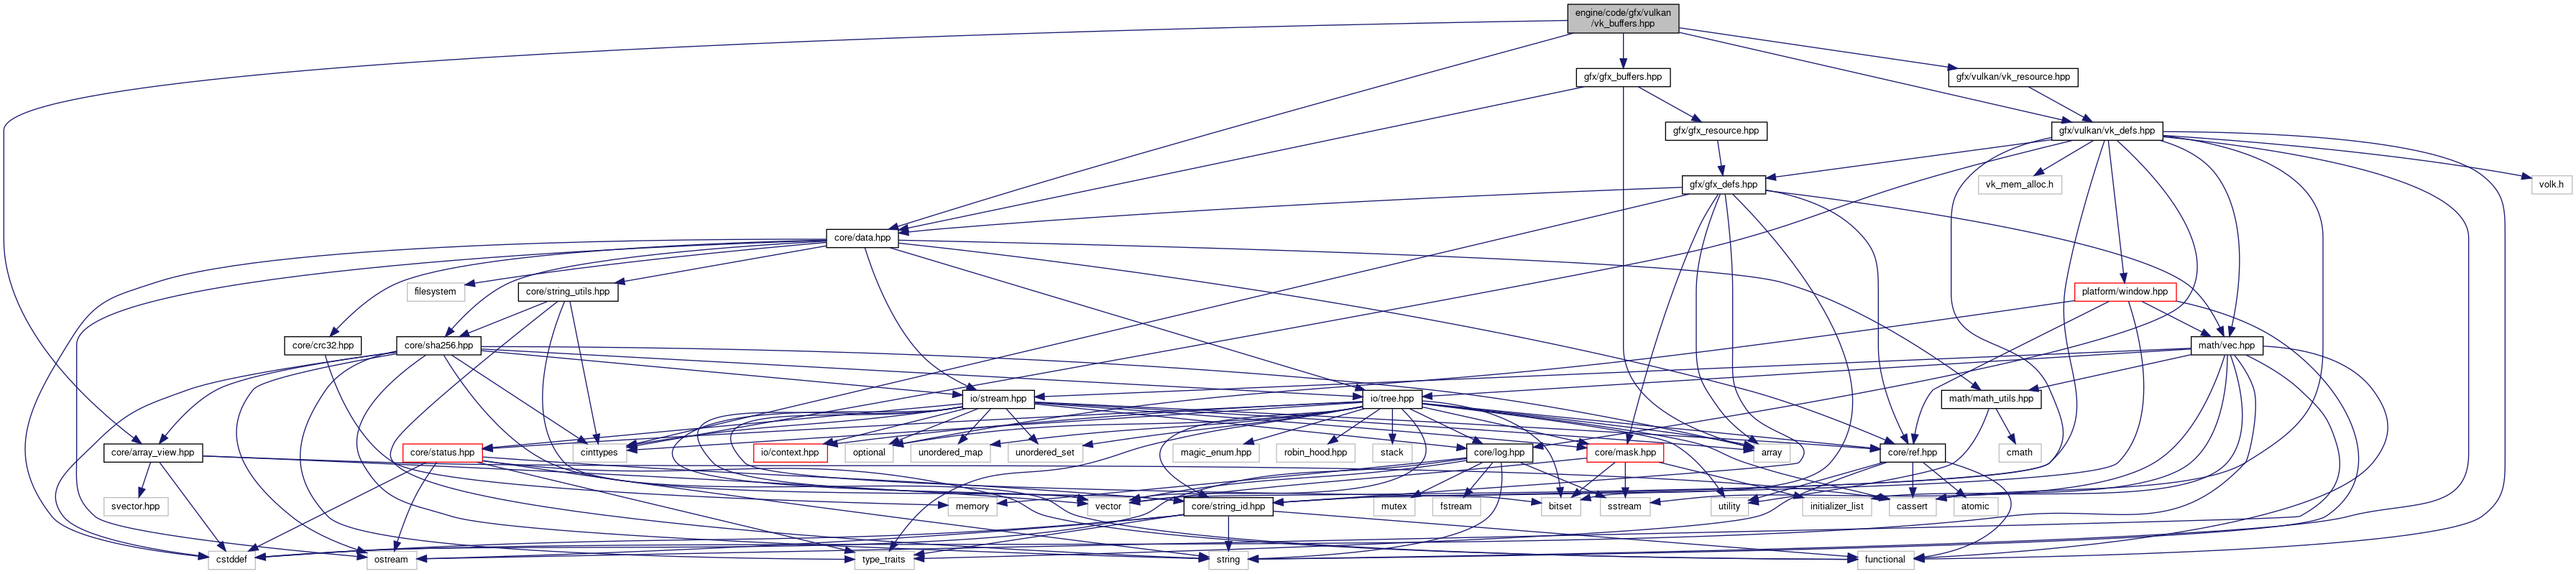 engine/code/gfx/vulkan
/vk_buffers.hpp
gfx/gfx_buffers.hpp
gfx/vulkan/vk_resource.hpp
gfx/gfx_resource.hpp
gfx/vulkan/vk_defs.hpp
gfx/gfx_defs.hpp
vk_mem_alloc.h
volk.h
core/data.hpp
filesystem
core/string_utils.hpp
platform/window.hpp
core/crc32.hpp
core/sha256.hpp
math/vec.hpp
io/stream.hpp
io/tree.hpp
math/math_utils.hpp
core/array_view.hpp
core/status.hpp
cinttypes
io/context.hpp
optional
unordered_map
unordered_set
magic_enum.hpp
robin_hood.hpp
stack
core/log.hpp
core/mask.hpp
array
core/ref.hpp
cmath
svector.hpp
memory
vector
core/string_id.hpp
mutex
fstream
bitset
sstream
utility
initializer_list
cassert
atomic
cstddef
ostream
type_traits
string
functional